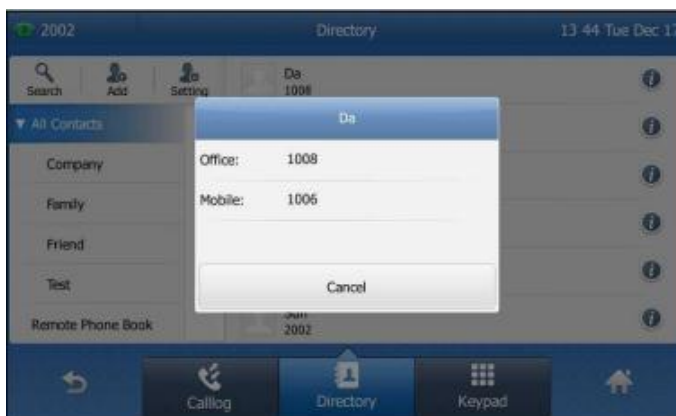 2002 Directory 13 44 Tue Dec 17
Search Add Setting
Da
1008
All Contacts
Company
Family
Friend
Test
Remote Phone Book
Da
Office: 1008
Mobile: 1006
Cancel
2002
Calllog Directory Keypad